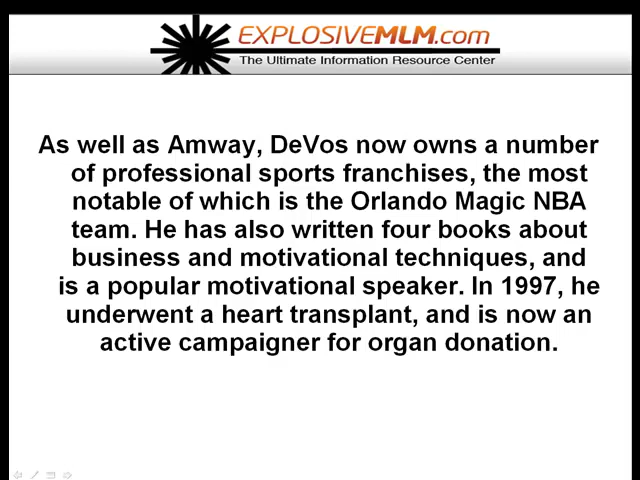 EXPLOSIVEMLM.com
The Ultimate Information Resource Center
As well as Amway, DeVos now owns a number
of professional sports franchises, the most
notable of which is the Orlando Magic NBA
team. He has also written four books about
business and motivational techniques, and
is a popular motivational speaker. In 1997, he
underwent a heart transplant, and is now an
active campaigner for organ donation.